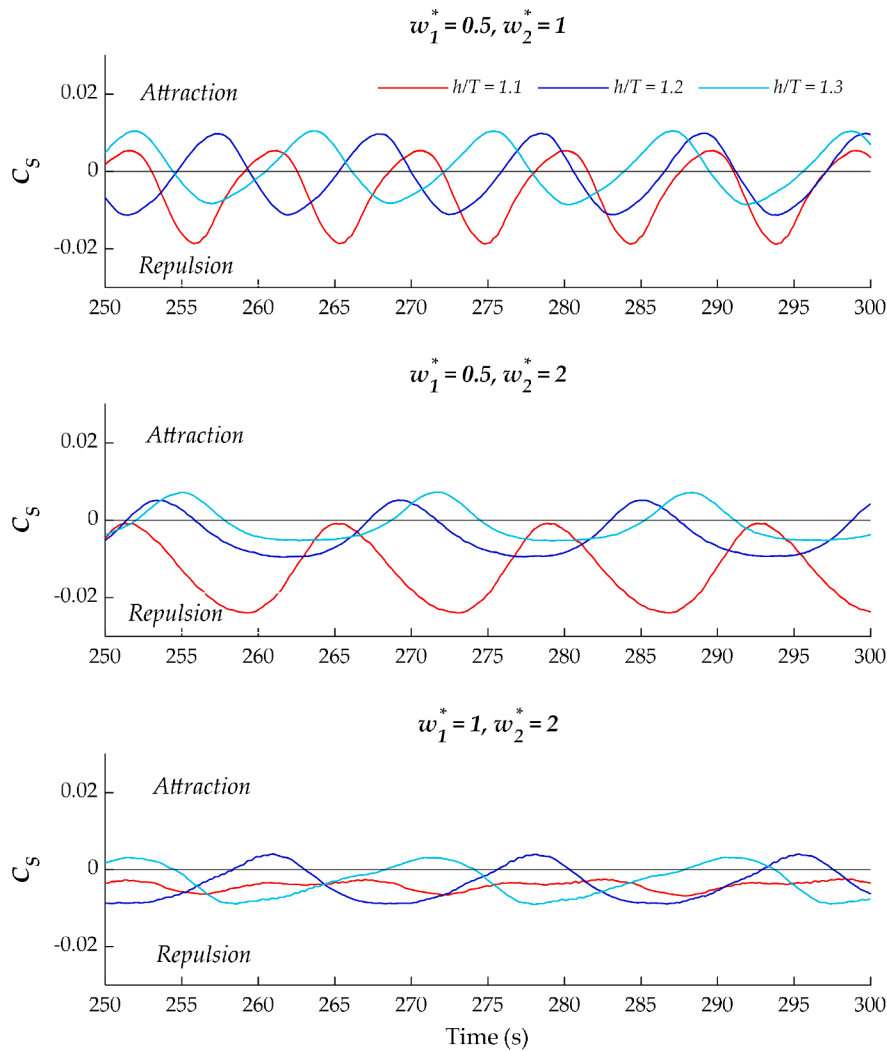 w₁* = 0.5, w₂* = 1
Attraction
h/T = 1.1 h/T = 1.2 h/T = 1.3
0.02
0
-0.02
Cₛ
Repulsion
250 255 260 265 270 275 280 285 290 295 300
w₁* = 0.5, w₂* = 2
Attraction
0.02
0
-0.02
Cₛ
Repulsion
250 255 260 265 270 275 280 285 290 295 300
w₁* = 1, w₂* = 2
Attraction
0.02
0
-0.02
Cₛ
Repulsion
250 255 260 265 270 275 280 285 290 295 300
Time (s)